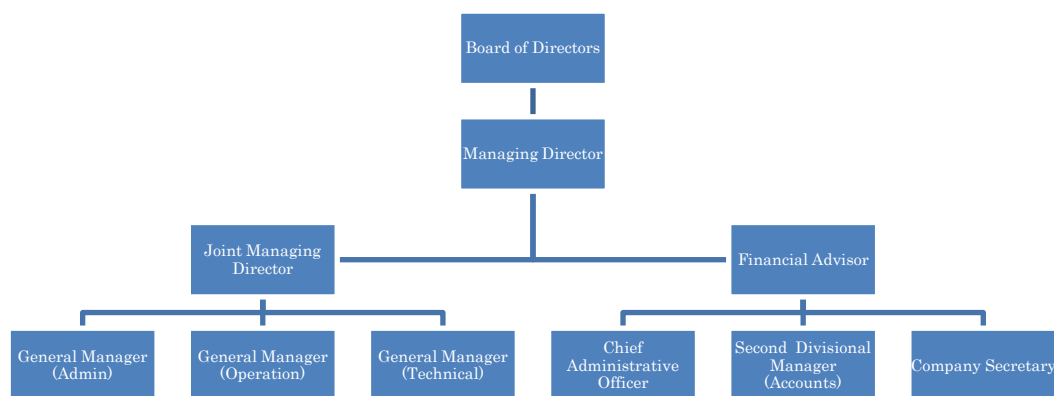 Board of Directors
Managing Director
Joint Managing
Director
Financial Advisor
General Manager
(Admin)
General Manager
(Operation)
General Manager
(Technical)
Chief
Administrative
Officer
Second Divisional
Manager
(Accounts)
Company Secretary